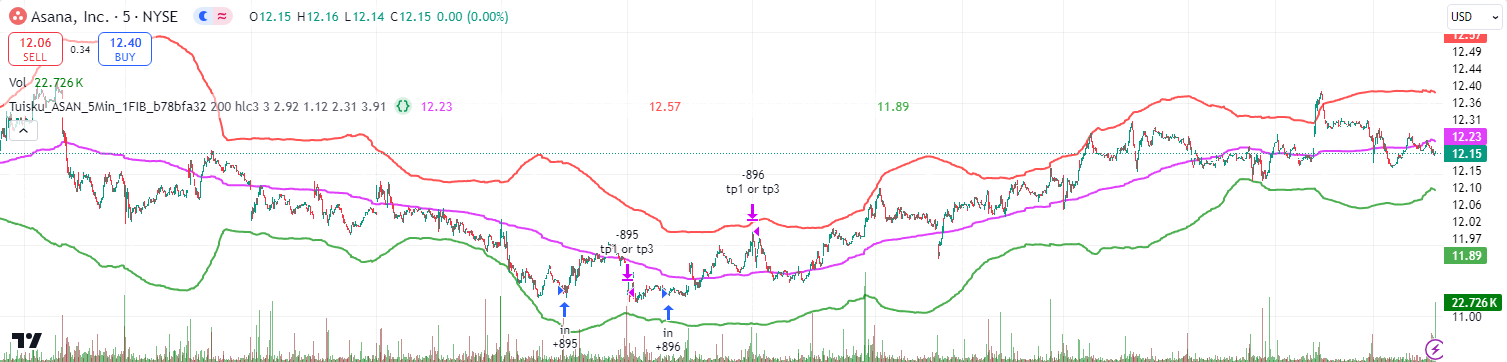 Asana, Inc. · 5 · NYSE O12.15 H12.16 L12.14 C12.15 0.00 (0.00%)
USD
12.06
SELL
0.34
12.40
BUY
Vol 22.726 K
Tuisku_ASAN_5Min_1FIB_b78bfa32 200 hlc3 3 2.92 1.12 2.31 3.91 {} 12.23 12.57 11.89
-896
tp1 or tp3
-895
tp1 or tp3
in
+895
in
+896
12.57
12.49
12.44
12.40
12.36
12.31
12.23
12.15
12.15
12.10
12.06
12.02
11.97
11.89
22.726 K
11.00